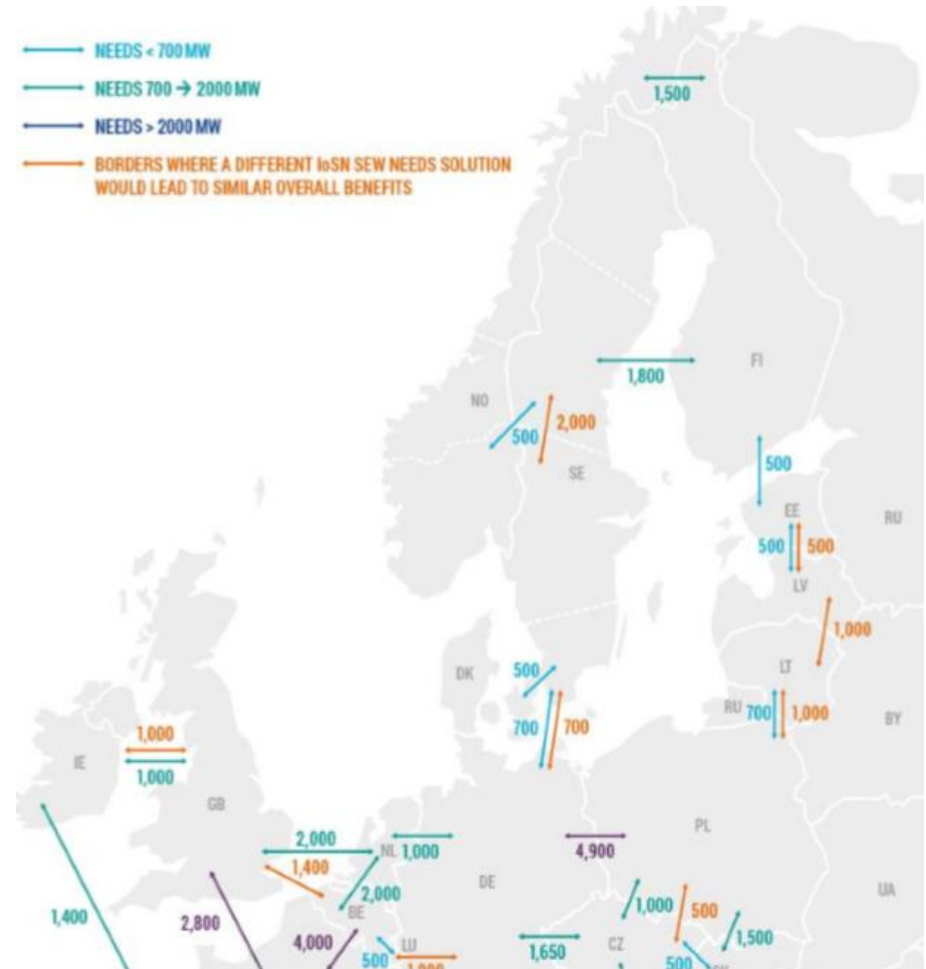 NEEDS < 700 MW
NEEDS 700 → 2000 MW
NEEDS > 2000 MW
BORDERS WHERE A DIFFERENT IoSN SEW NEEDS SOLUTION
WOULD LEAD TO SIMILAR OVERALL BENEFITS
1,500
FI
1,800
NO
2,000
500
500
SE
EE
RU
500
500
LV
1,000
LT
500
DK
RU
700
1,000
BY
700
700
1,000
IE
1,000
GB
PL
2,000
NL
1,000
4,900
1,400
DE
2,000
UA
1,000
500
BE
1,400
2,800
1,500
4,000
LU
1,650
CZ
500
500